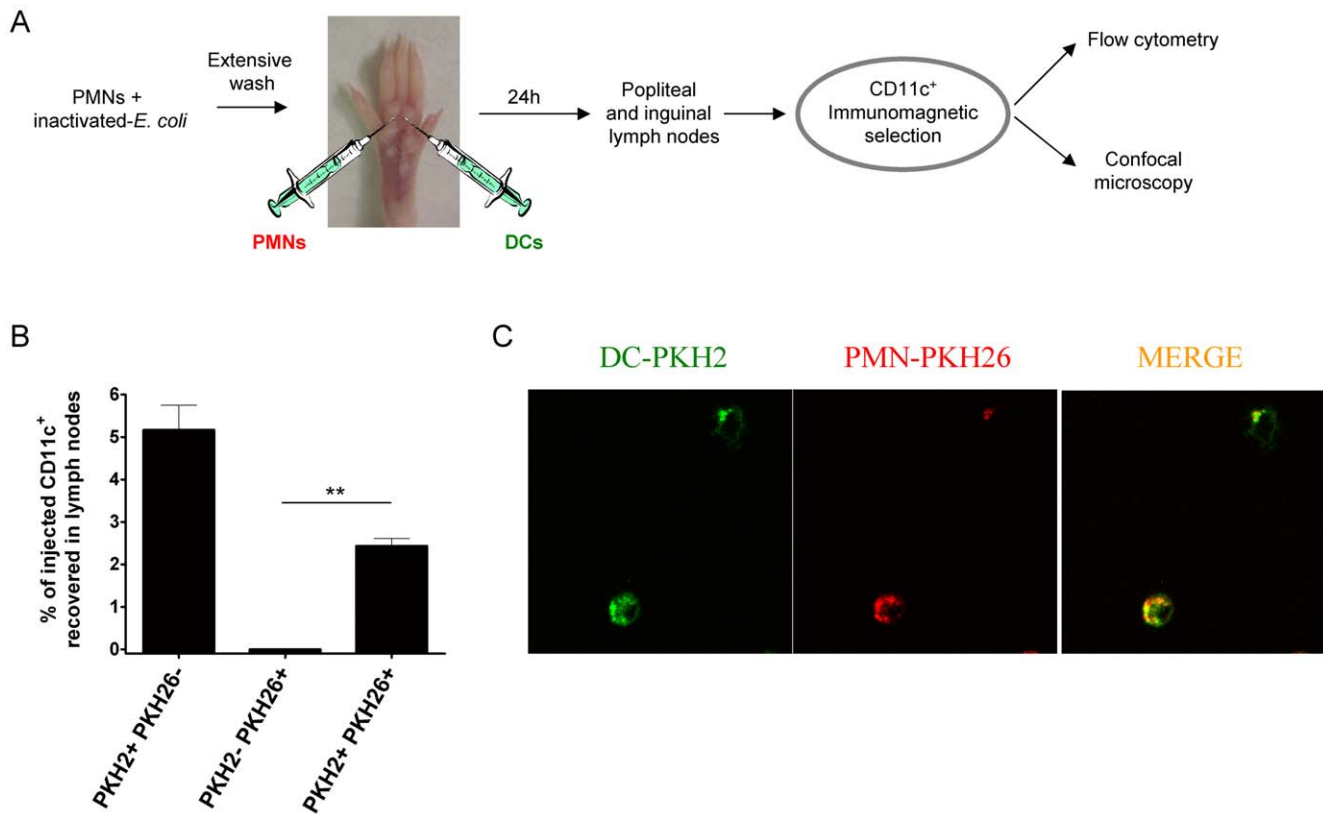 A
PMNs +
inactivated-E. coli
Extensive
wash
PMNs
DCs
24h
Popliteal
and inguinal
lymph nodes
CD11c+
Immunomagnetic
selection
Flow cytometry
Confocal
microscopy
B
% of injected CD11c+
recovered in lymph nodes
6
5
4
3
2
1
0
**
PKH2+ PKH26-
PKH2- PKH26+
PKH2+ PKH26+
C
DC-PKH2
PMN-PKH26
MERGE